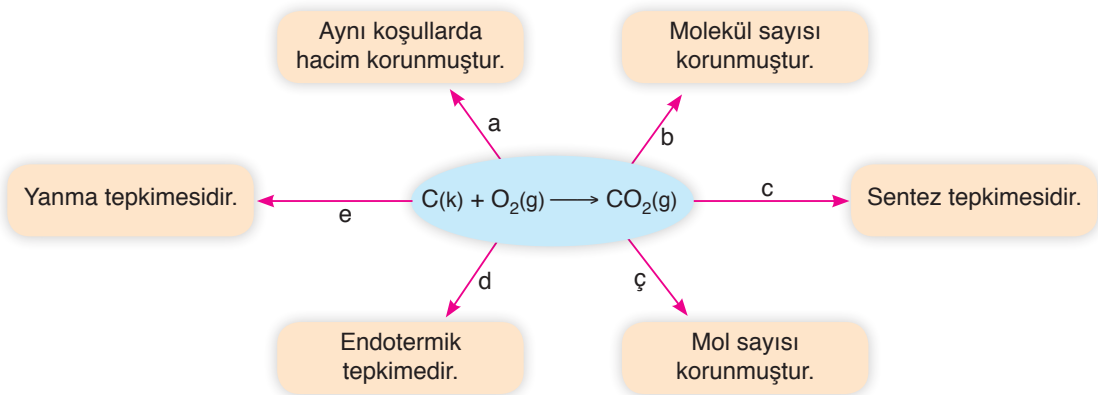 Aynı koşullarda
hacim korunmuştur.
Molekül sayısı
korunmuştur.
a
b
Yanma tepkimesidir.
e
C(k) + O₂(g) ⟶ CO₂(g)
c
Sentez tepkimesidir.
d
ç
Endotermik
tepkimedir.
Mol sayısı
korunmuştur.